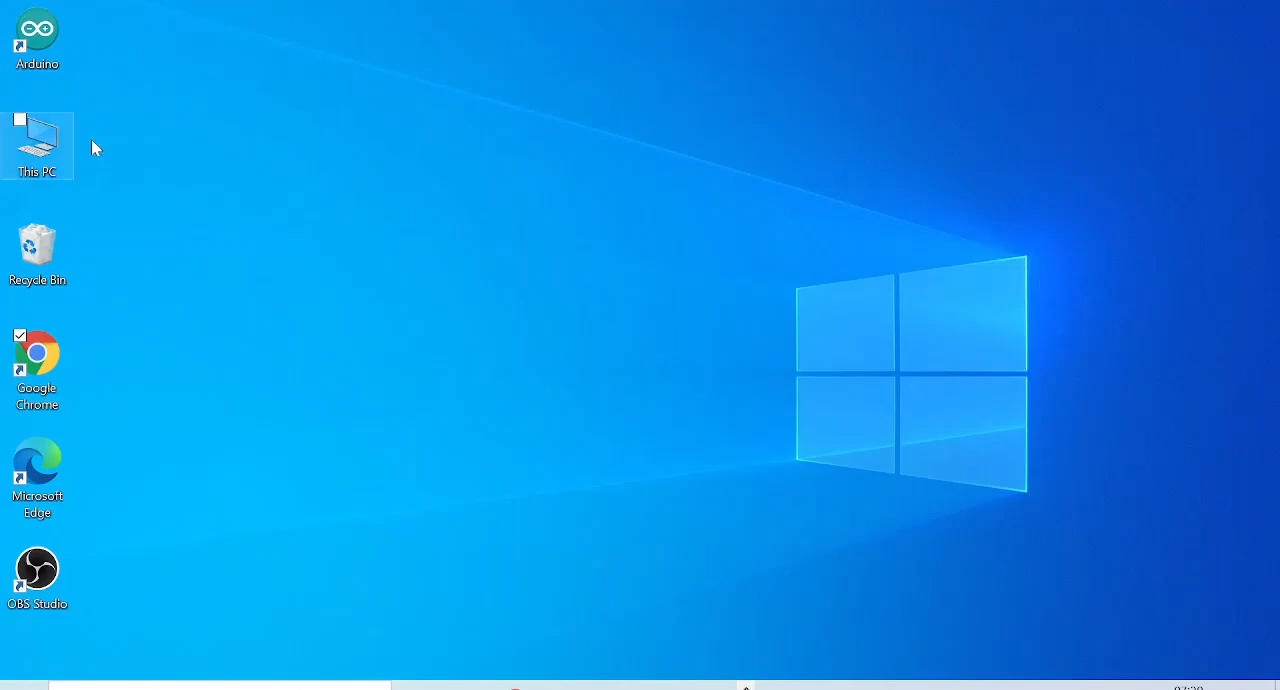 Arduino
This PC
Recycle Bin
Google
Chrome
Microsoft
Edge
OBS Studio